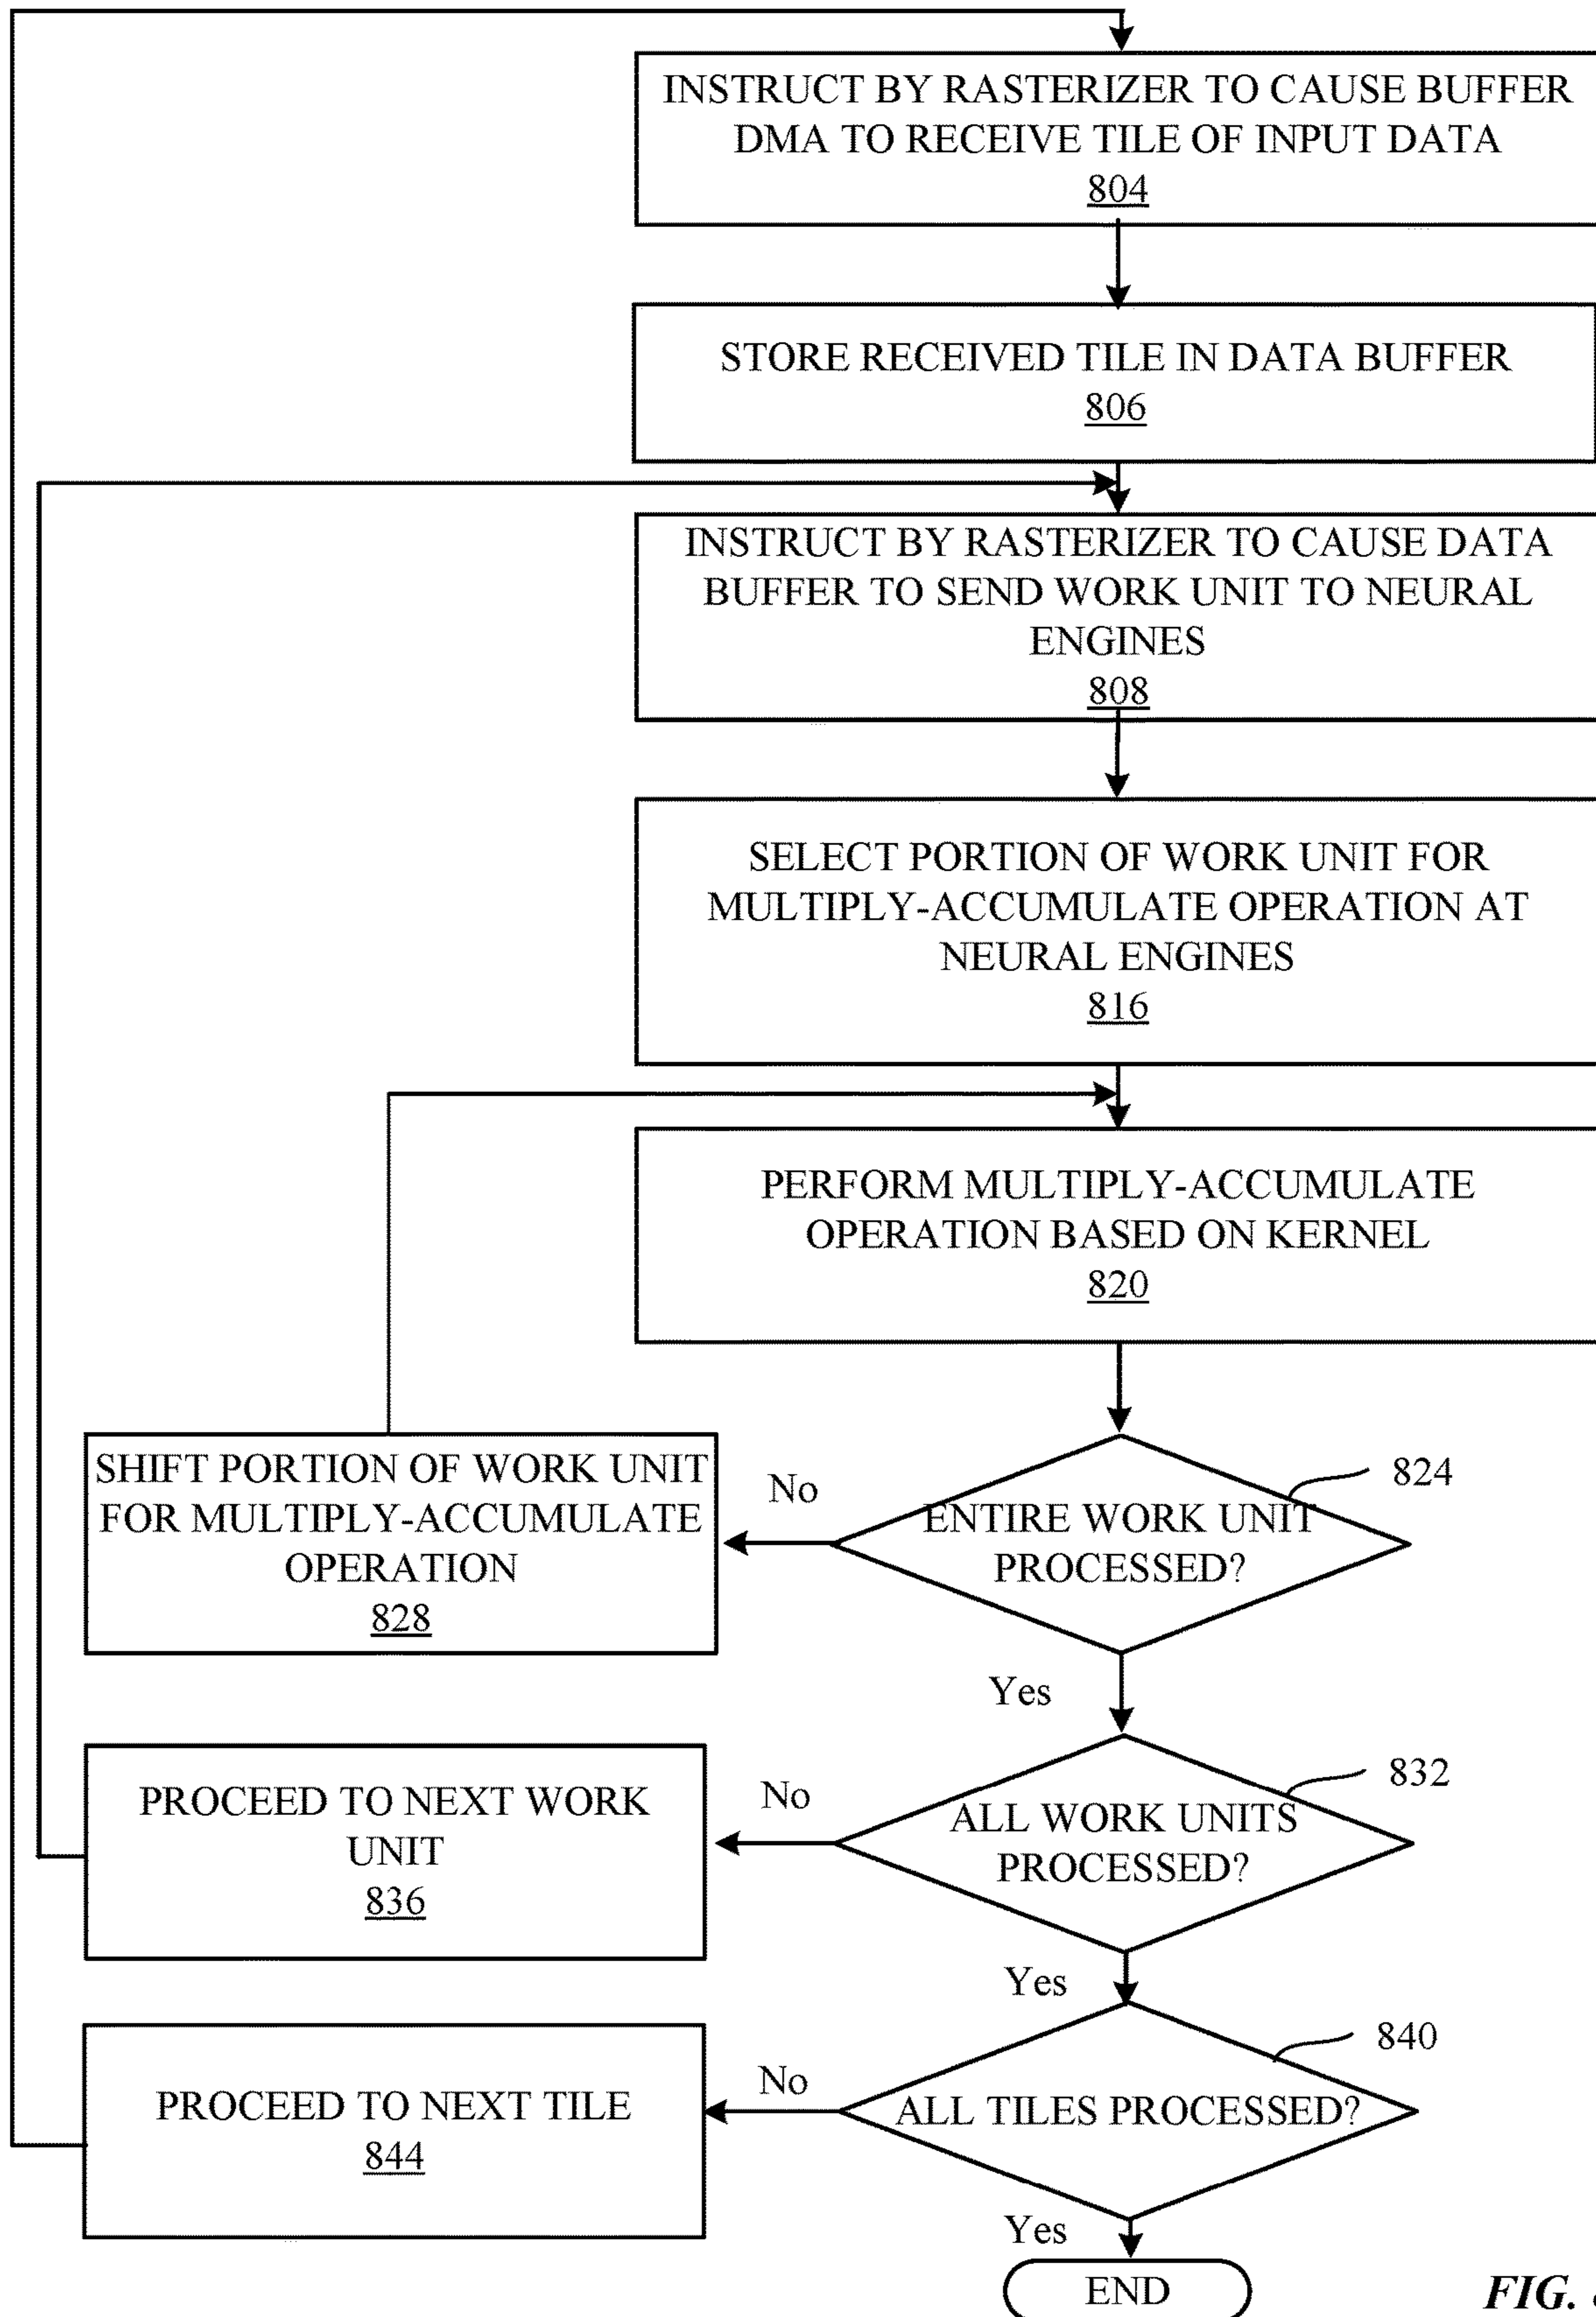 INSTRUCT BY RASTERIZER TO CAUSE BUFFER
DMA TO RECEIVE TILE OF INPUT DATA
804
STORE RECEIVED TILE IN DATA BUFFER
806
INSTRUCT BY RASTERIZER TO CAUSE DATA
BUFFER TO SEND WORK UNIT TO NEURAL
ENGINES
808
SELECT PORTION OF WORK UNIT FOR
MULTIPLY-ACCUMULATE OPERATION AT
NEURAL ENGINES
816
PERFORM MULTIPLY-ACCUMULATE
OPERATION BASED ON KERNEL
820
824
ENTIRE WORK UNIT
PROCESSED?
No
SHIFT PORTION OF WORK UNIT
FOR MULTIPLY-ACCUMULATE
OPERATION
828
Yes
832
ALL WORK UNITS
PROCESSED?
No
PROCEED TO NEXT WORK
UNIT
836
Yes
840
ALL TILES PROCESSED?
No
PROCEED TO NEXT TILE
844
Yes
END
FIG.